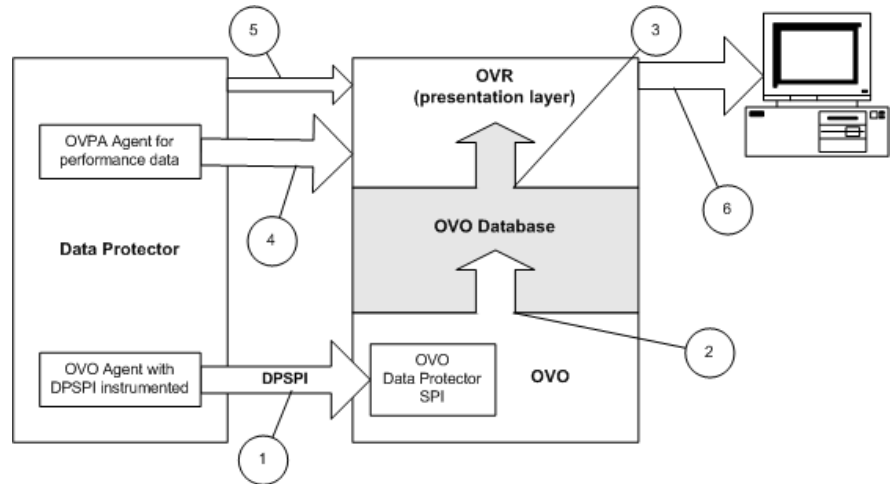 5
3
OVR
(presentation layer)
OVPA Agent for
performance data
4
6
OVO Database
Data Protector
2
OVO Agent with
DPSPI instrumented
DPSPI
OVO
Data Protector
SPI
OVO
1